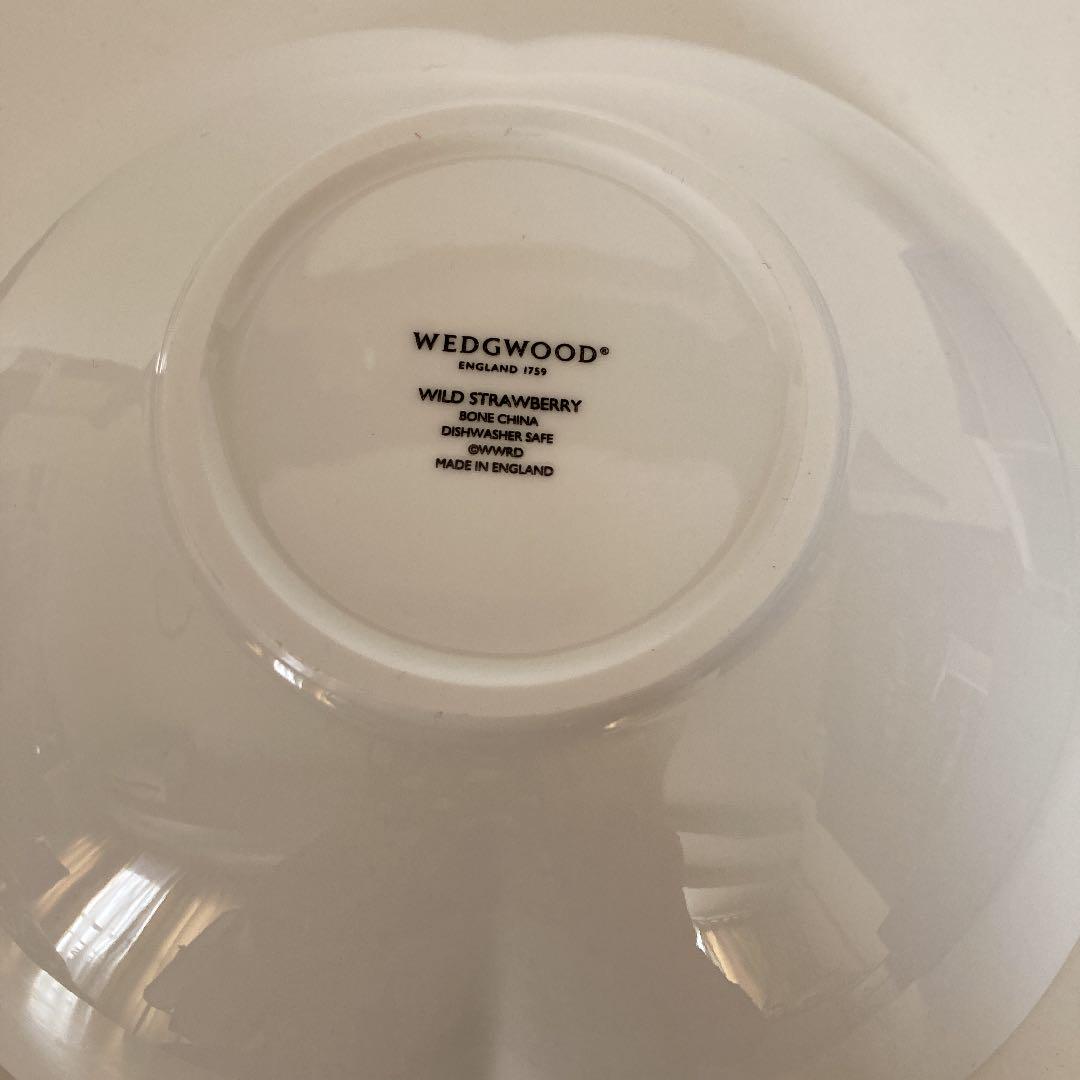 WEDGWOOD®
ENGLAND 1759
WILD STRAWBERRY
BONE CHINA
DISHWASHER SAFE
©WWRD
MADE IN ENGLAND